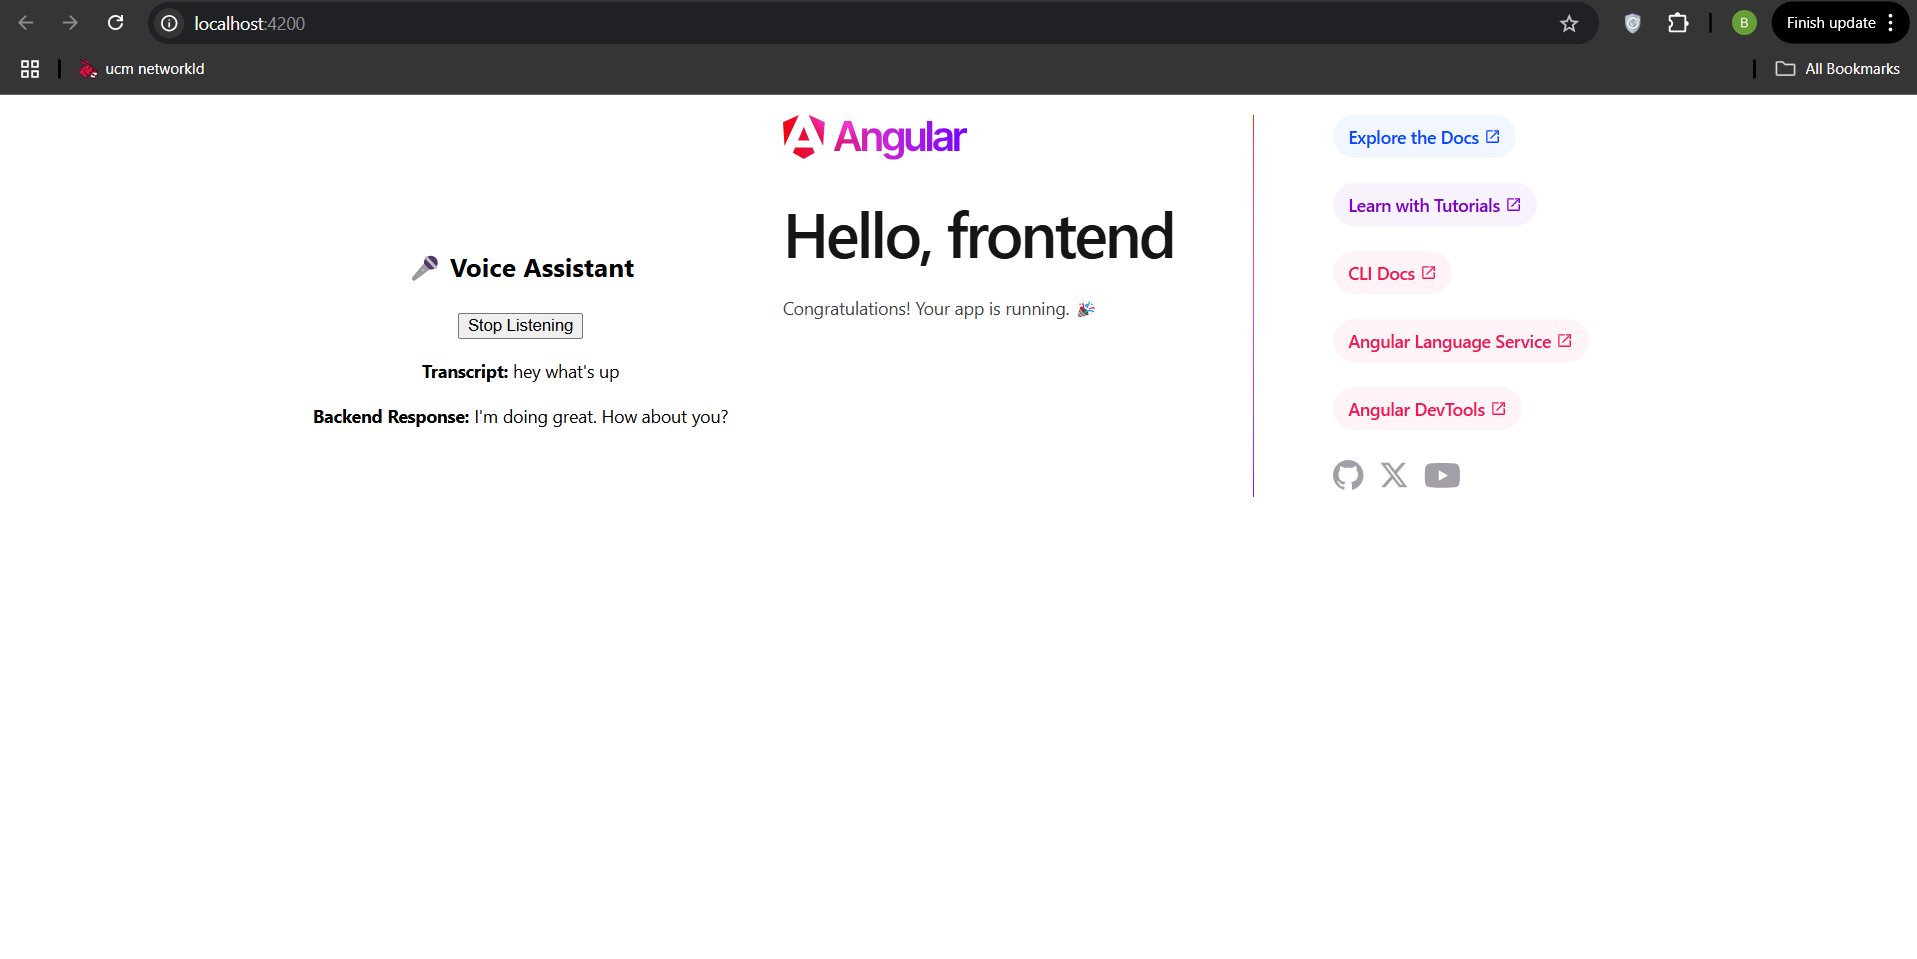 localhost:4200
B
Finish update
ucm networkld
All Bookmarks
🎤 Voice Assistant
Stop Listening
Transcript: hey what's up
Backend Response: I'm doing great. How about you?
Angular
Hello, frontend
Congratulations! Your app is running. 🎉
Explore the Docs
Learn with Tutorials
CLI Docs
Angular Language Service
Angular DevTools